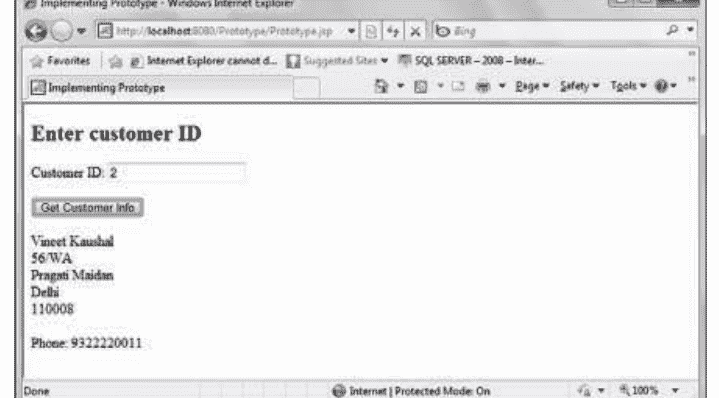 Implementing Prototype - Windows Internet Explorer
http://localhost:8080/Prototype/Prototype.jsp
Bing
Favorites Internet Explorer cannot d... Suggested Sites SQL SERVER – 2008 – Inter...
Implementing Prototype
Page Safety Tools
Enter customer ID
Customer ID: 2
Get Customer Info
Vineet Kaushal
56/WA
Pragati Maidan
Delhi
110008
Phone: 9322220011
Done Internet | Protected Mode: On 100%